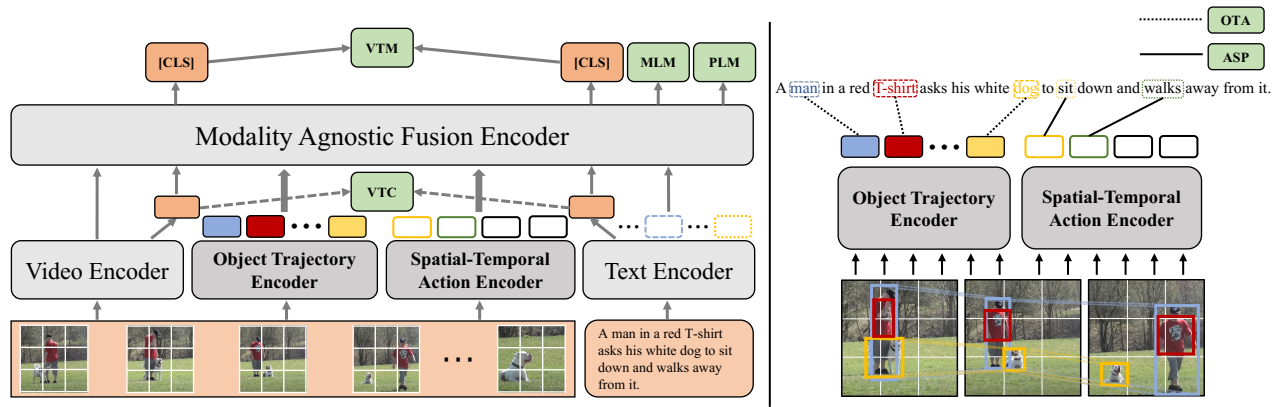 [CLS]
VTM
[CLS]
MLM
PLM
Modality Agnostic Fusion Encoder
VTC
Video Encoder
Object Trajectory
Encoder
Spatial-Temporal
Action Encoder
Text Encoder
A man in a red T-shirt
asks his white dog to sit
down and walks away
from it.
OTA
ASP
A man in a red T-shirt asks his white dog to sit down and walks away from it.
Object Trajectory
Encoder
Spatial-Temporal
Action Encoder